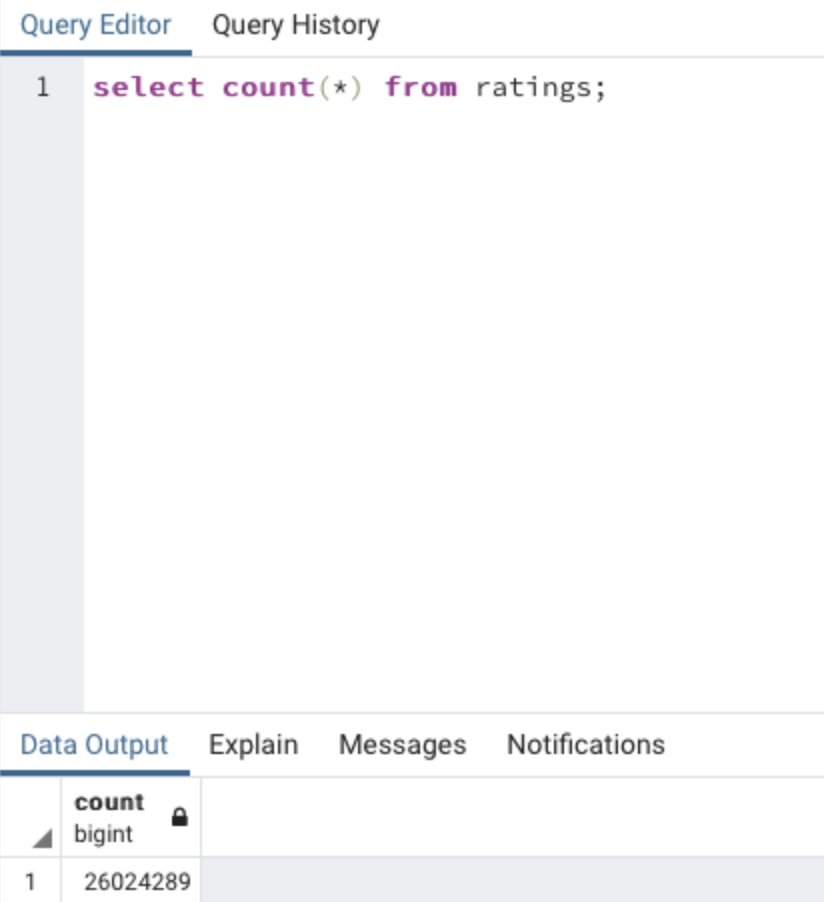 Query Editor Query History
1 select count(*) from ratings;
Data Output Explain Messages Notifications
count
bigint
1 26024289